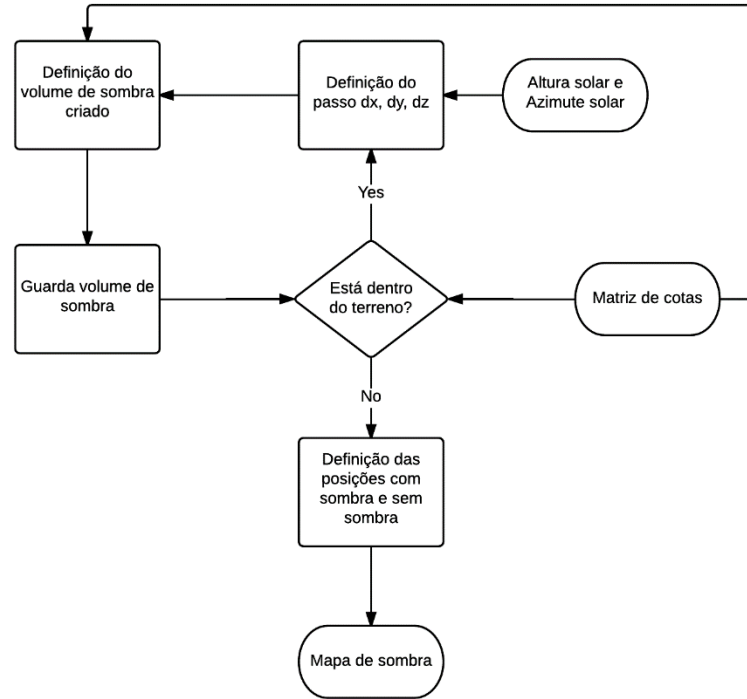 Definição do
volume de sombra
criado
Definição do
passo dx, dy, dz
Altura solar e
Azimute solar
Yes
Guarda volume de
sombra
Está dentro
do terreno?
Matriz de cotas
No
Definição das
posições com
sombra e sem
sombra
Mapa de sombra